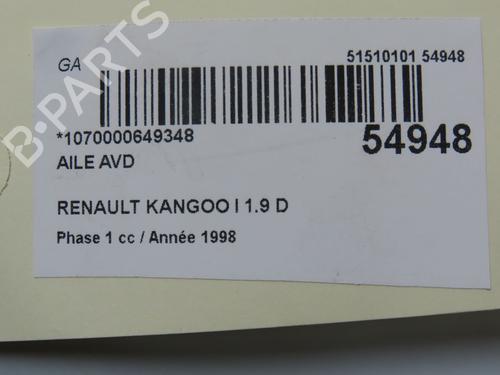 GA
51510101 54948
*1070000649348
54948
AILE AVD
RENAULT KANGOO I 1.9 D
Phase 1 cc / Année 1998
B-PARTS